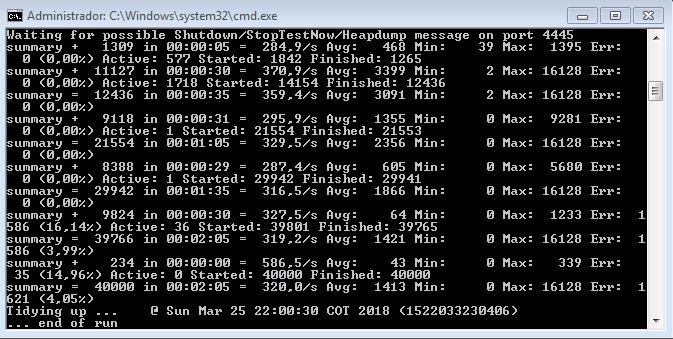 Administrador: C:\Windows\system32\cmd.exe
Waiting for possible Shutdown/StopTestNow/Heapdump message on port 4445
summary +   1309 in 00:00:05 =  284,9/s Avg:   468 Min:    39 Max:  1395 Err:
  0 (0,00%) Active: 577 Started: 1842 Finished: 1265
summary +  11127 in 00:00:30 =  370,9/s Avg:  3399 Min:     2 Max: 16128 Err:
  0 (0,00%) Active: 1718 Started: 14154 Finished: 12436
summary =  12436 in 00:00:35 =  359,4/s Avg:  3091 Min:     2 Max: 16128 Err:
  0 (0,00%)
summary +   9118 in 00:00:31 =  295,9/s Avg:  1355 Min:     0 Max:  9281 Err:
  0 (0,00%) Active: 1 Started: 21554 Finished: 21553
summary =  21554 in 00:01:05 =  329,5/s Avg:  2356 Min:     0 Max: 16128 Err:
  0 (0,00%)
summary +   8388 in 00:00:29 =  287,4/s Avg:   605 Min:     0 Max:  5680 Err:
  0 (0,00%) Active: 1 Started: 29942 Finished: 29941
summary =  29942 in 00:01:35 =  316,5/s Avg:  1866 Min:     0 Max: 16128 Err:
  0 (0,00%)
summary +   9824 in 00:00:30 =  327,5/s Avg:    64 Min:     0 Max:  1233 Err:  1
586 (16,14%) Active: 36 Started: 39801 Finished: 39765
summary =  39766 in 00:02:05 =  319,2/s Avg:  1421 Min:     0 Max: 16128 Err:  1
586 (3,99%)
summary +    234 in 00:00:00 =  586,5/s Avg:    43 Min:     0 Max:   339 Err:
 35 (14,96%) Active: 0 Started: 40000 Finished: 40000
summary =  40000 in 00:02:05 =  320,0/s Avg:  1413 Min:     0 Max: 16128 Err:  1
621 (4,05%)
Tidying up ...    @ Sun Mar 25 22:00:30 COT 2018 (1522033230406)
... end of run